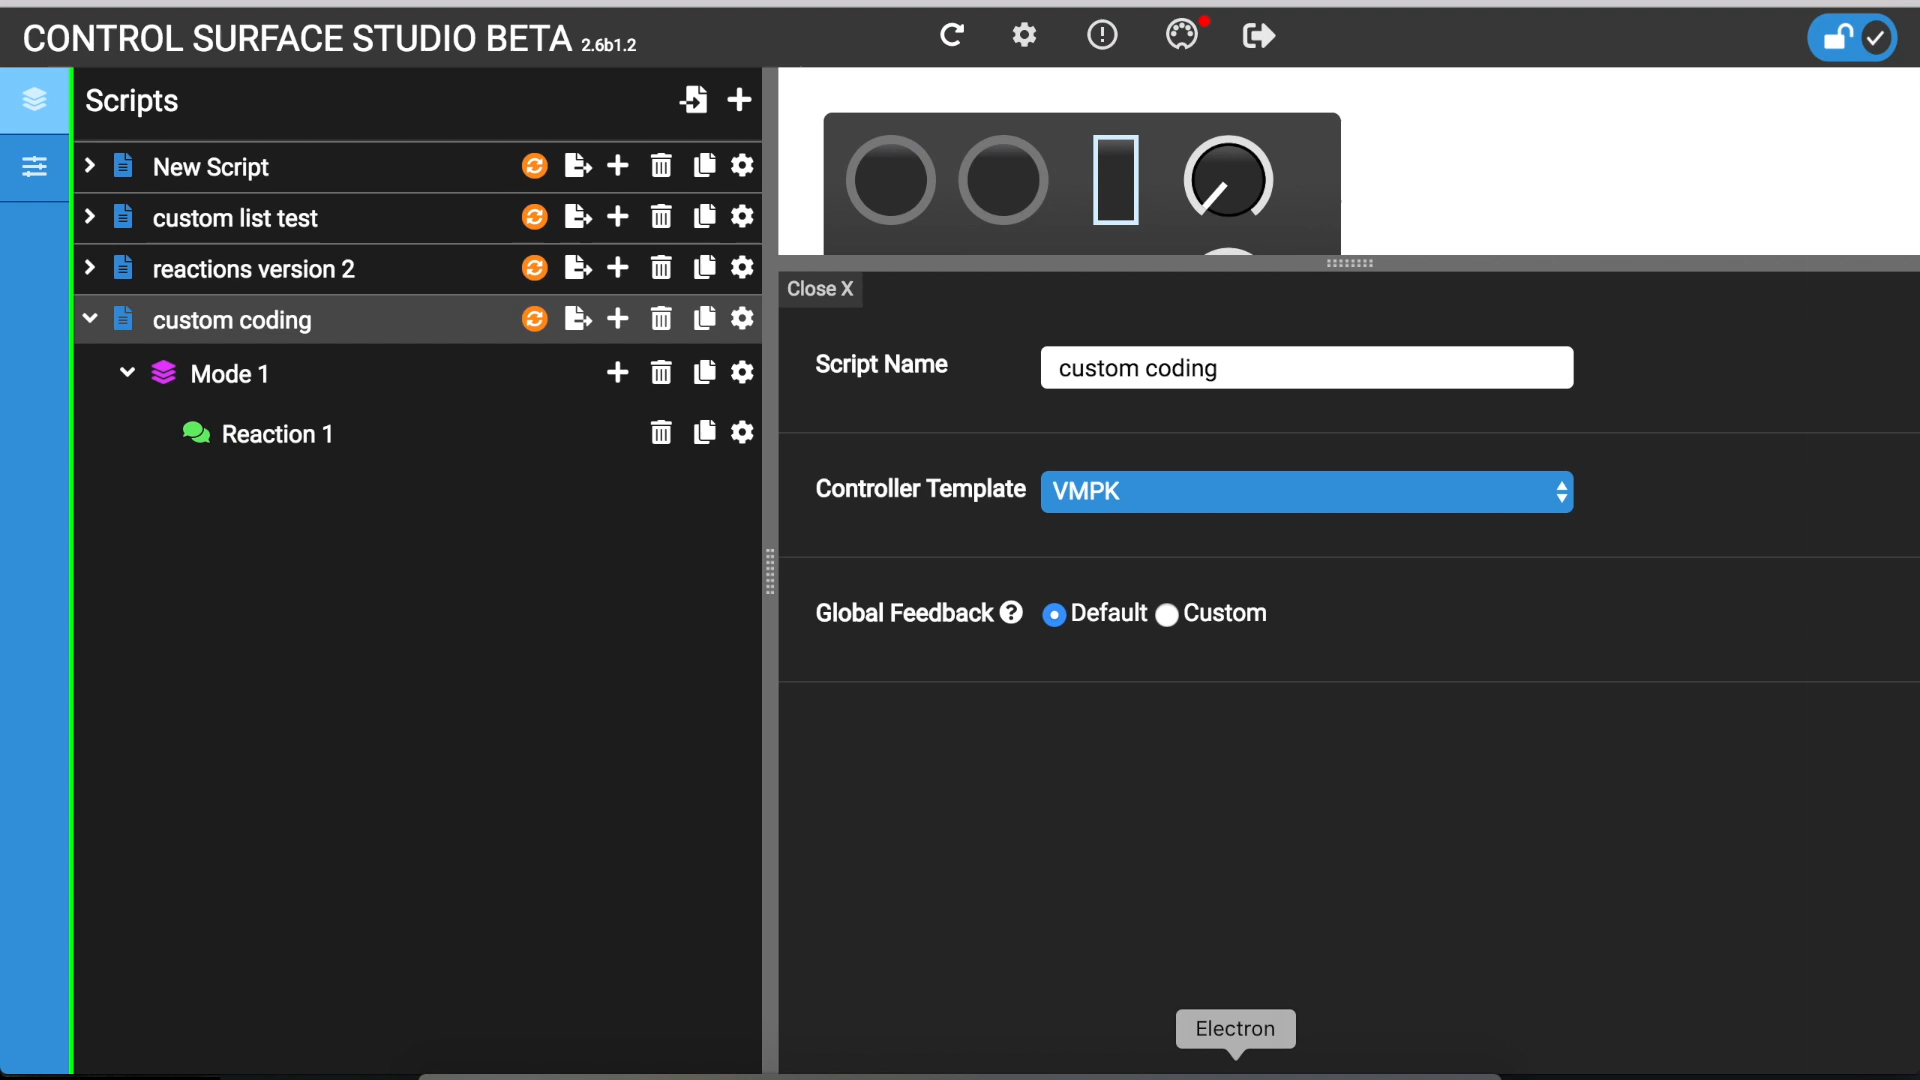 CONTROL SURFACE STUDIO BETA 2.6b1.2
Scripts
New Script
custom list test
reactions version 2
custom coding
Mode 1
Reaction 1
Close X
Script Name custom coding
Controller Template VMPK
Global Feedback Default Custom
Electron